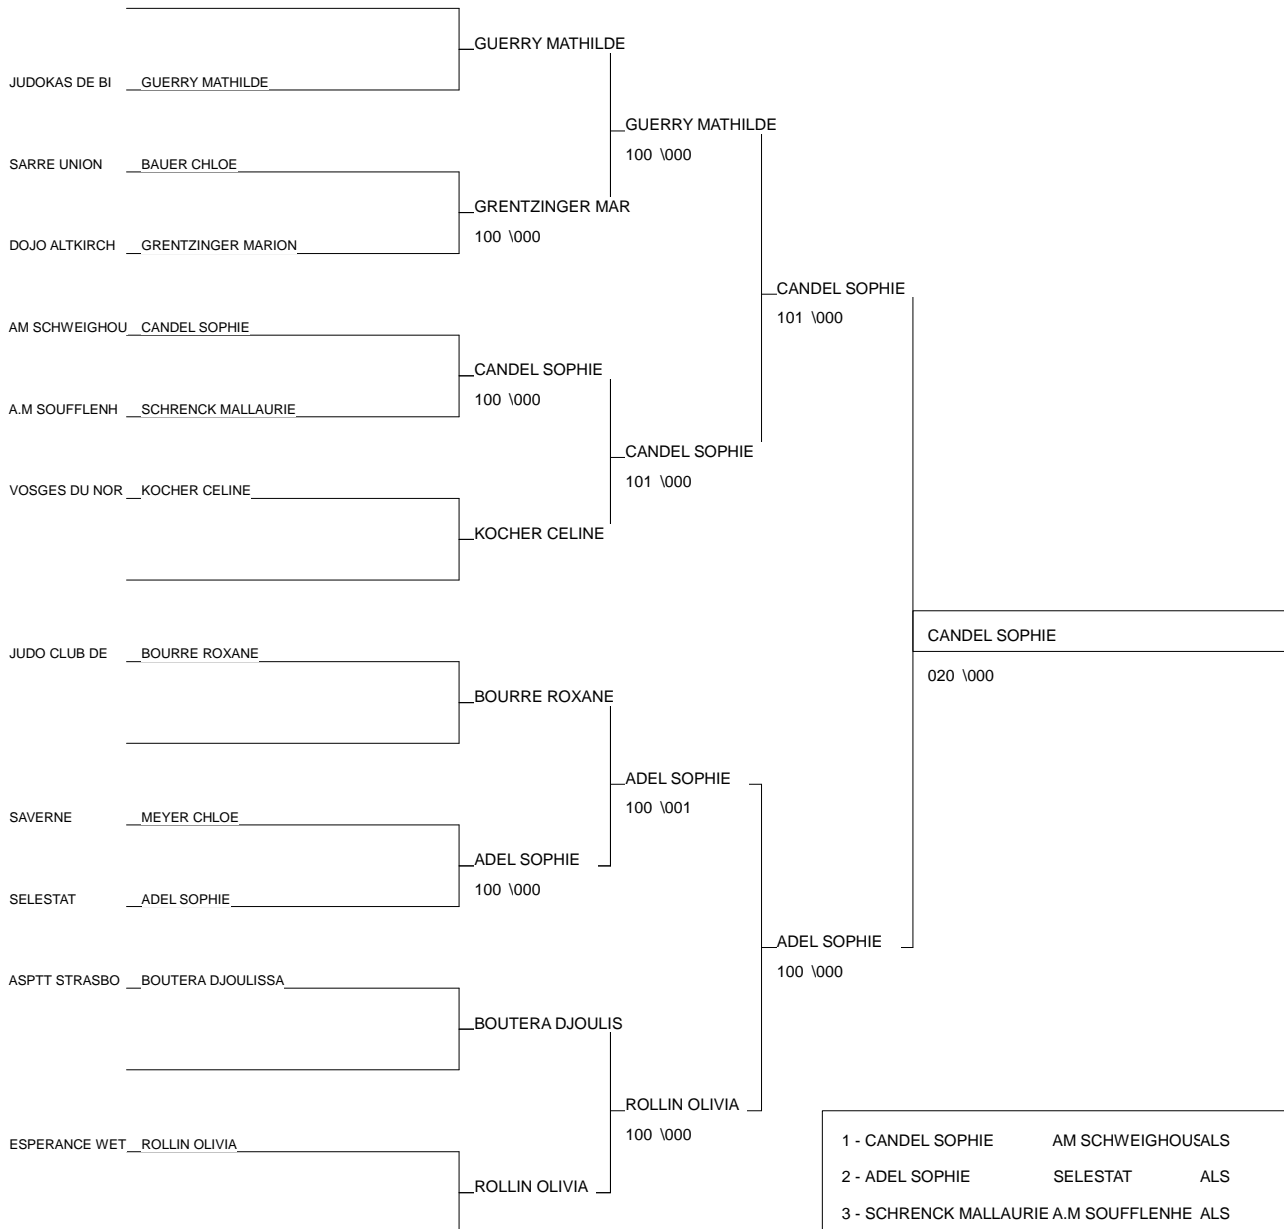 GUERRY MATHILDE
JUDOKAS DE BI GUERRY MATHILDE
GUERRY MATHILDE
100 \000
SARRE UNION BAUER CHLOE
GRENTZINGER MAR
100 \000
DOJO ALTKIRCH GRENTZINGER MARION
CANDEL SOPHIE
101 \000
AM SCHWEIGHOU CANDEL SOPHIE
CANDEL SOPHIE
100 \000
A.M SOUFFLENH SCHRENCK MALLAURIE
CANDEL SOPHIE
101 \000
VOSGES DU NOR KOCHER CELINE
KOCHER CELINE
CANDEL SOPHIE
020 \000
JUDO CLUB DE BOURRE ROXANE
BOURRE ROXANE
ADEL SOPHIE
100 \001
SAVERNE MEYER CHLOE
ADEL SOPHIE
100 \000
SELESTAT ADEL SOPHIE
ADEL SOPHIE
100 \000
ASPTT STRASBO BOUTERA DJOULISSA
BOUTERA DJOULIS
ROLLIN OLIVIA
100 \000
ESPERANCE WET ROLLIN OLIVIA
ROLLIN OLIVIA
1 - CANDEL SOPHIE AM SCHWEIGHOUSALS
2 - ADEL SOPHIE SELESTAT ALS
3 - SCHRENCK MALLAURIE A.M SOUFFLENHE ALS